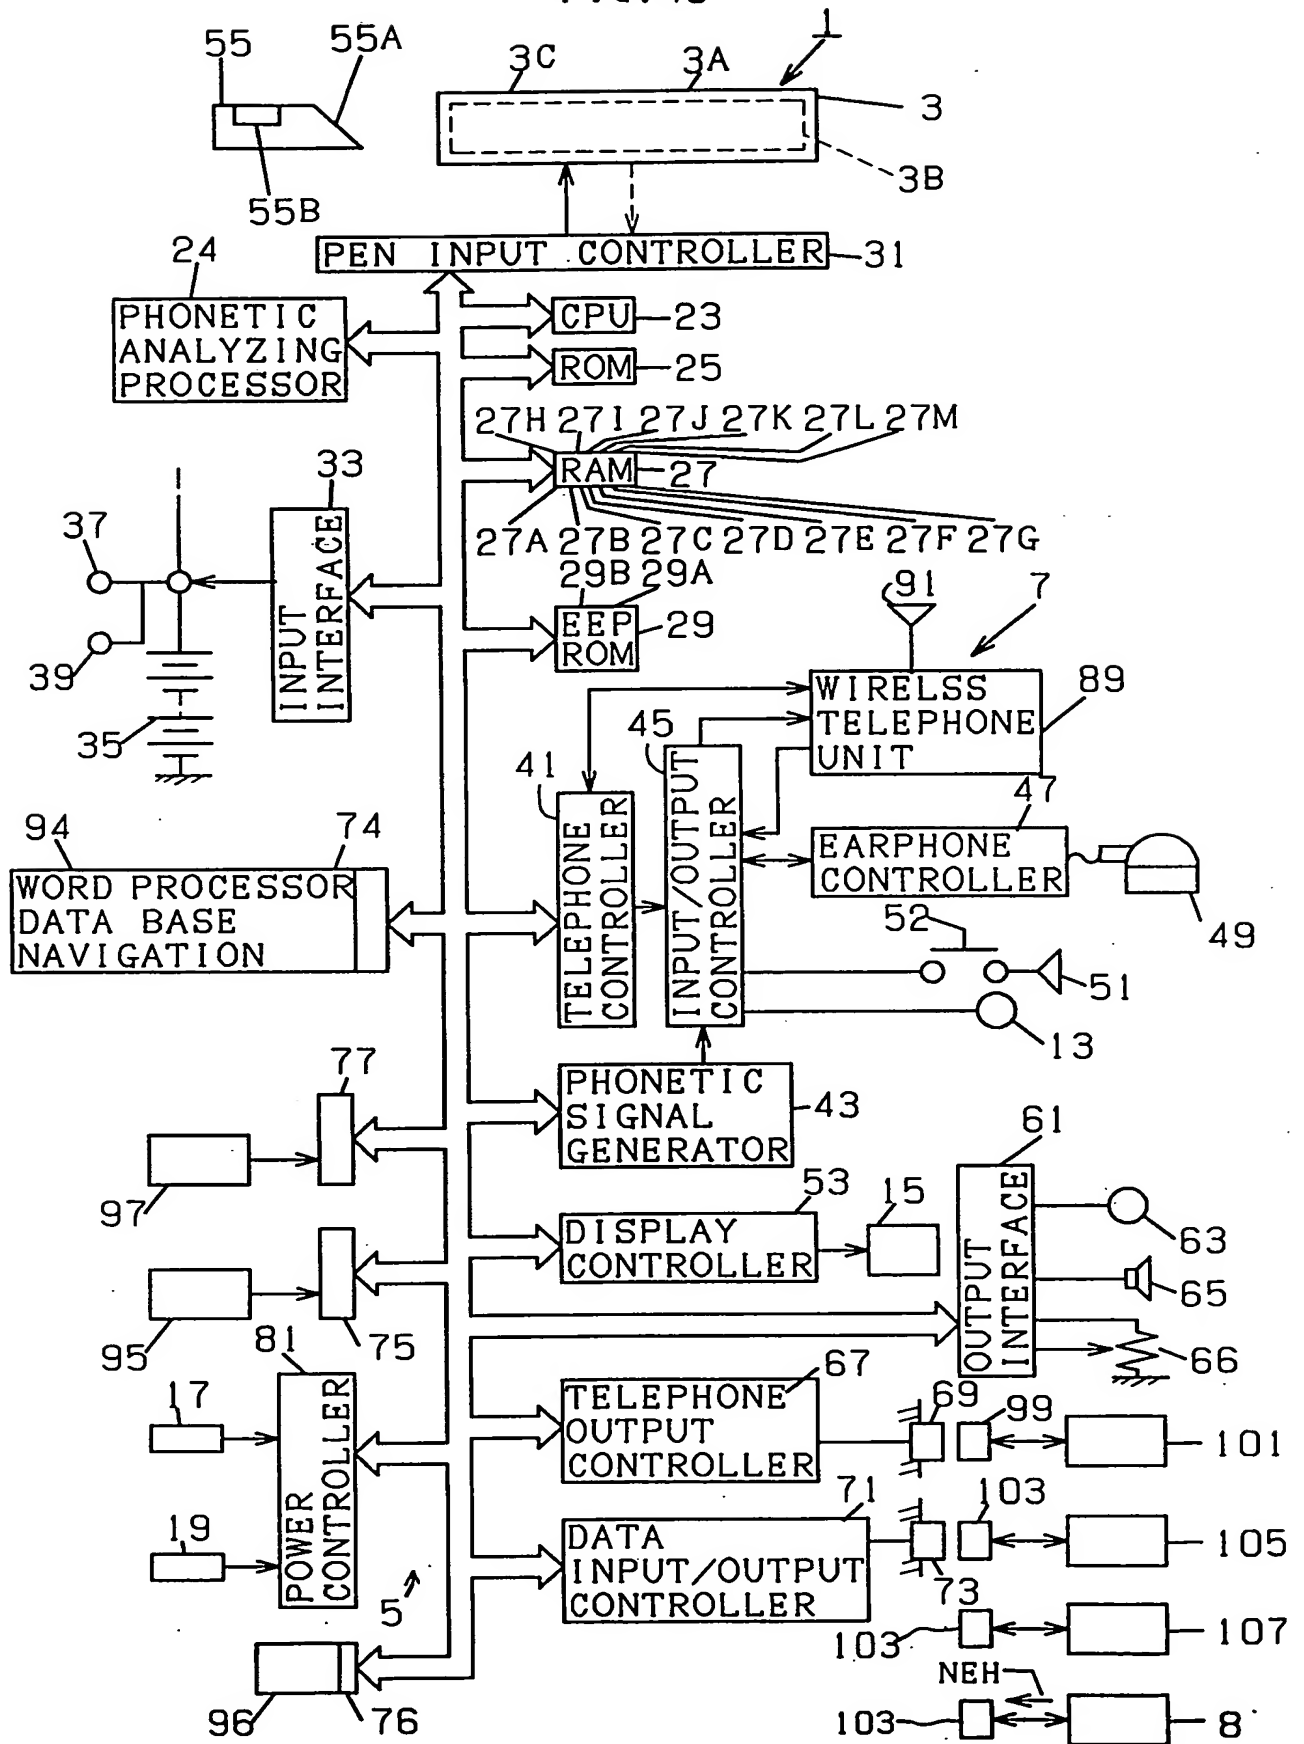 1
55
55A
3C
3A
3
3B
55B
24
PEN INPUT CONTROLLER
31
PHONETIC
ANALYZING
PROCESSOR
CPU
23
ROM
25
27H 27I 27J 27K 27L 27M
33
RAM
27
37
INPUT
INTERFACE
27A 27B 27C 27D 27E 27F 27G
29B 29A
91
7
EEP
ROM
29
39
WIRELSS
TELEPHONE
UNIT
89
35
45
41
47
94
74
TELEPHONE
CONTROLLER
INPUT/OUTPUT
CONTROLLER
EARPHONE
CONTROLLER
WORD PROCESSOR
DATA BASE
NAVIGATION
52
49
51
13
77
PHONETIC
SIGNAL
GENERATOR
43
61
97
53
15
DISPLAY
CONTROLLER
OUTPUT
INTERFACE
63
65
95
81
75
66
17
POWER
CONTROLLER
TELEPHONE
OUTPUT
CONTROLLER
67
69
99
101
71
103
19
DATA
INPUT/OUTPUT
CONTROLLER
105
5
73
103
107
NEH
96
76
103
8